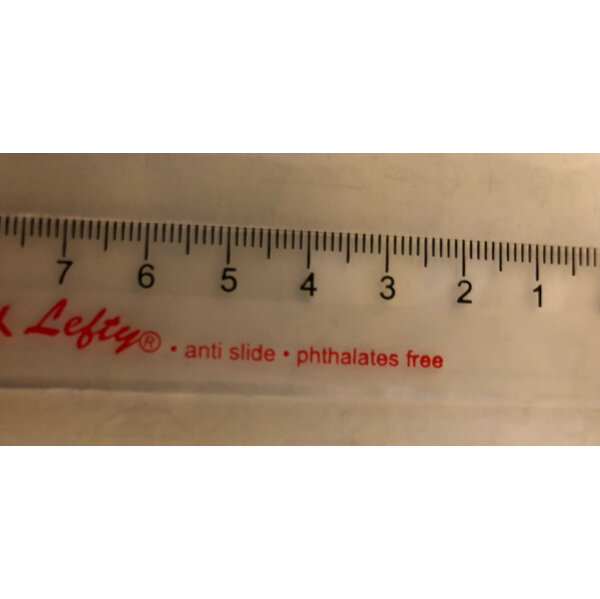 7 6 5 4 3 2 1
Lefty® • anti slide • phthalates free